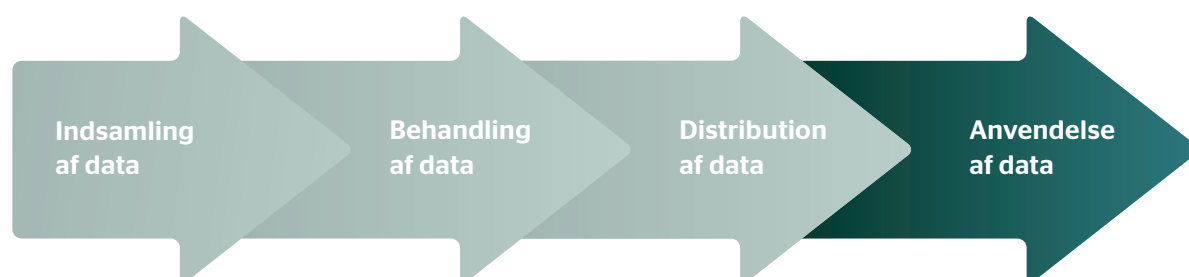 Indsamling
af data
Behandling
af data
Distribution
af data
Anvendelse
af data